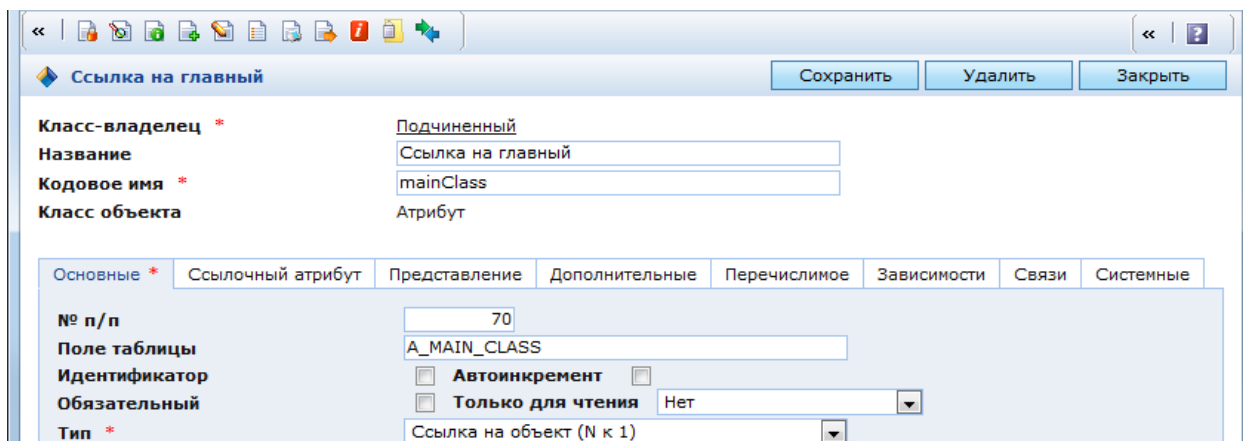 «
« ?
Ссылка на главный Сохранить Удалить Закрыть
Класс-владелец * Подчиненный
Название Ссылка на главный
Кодовое имя * mainClass
Класс объекта Атрибут
Основные * Ссылочный атрибут Представление Дополнительные Перечислимое Зависимости Связи Системные
№ п/п 70
Поле таблицы A_MAIN_CLASS
Идентификатор Автоинкремент
Обязательный Только для чтения Нет
Тип * Ссылка на объект (N к 1)